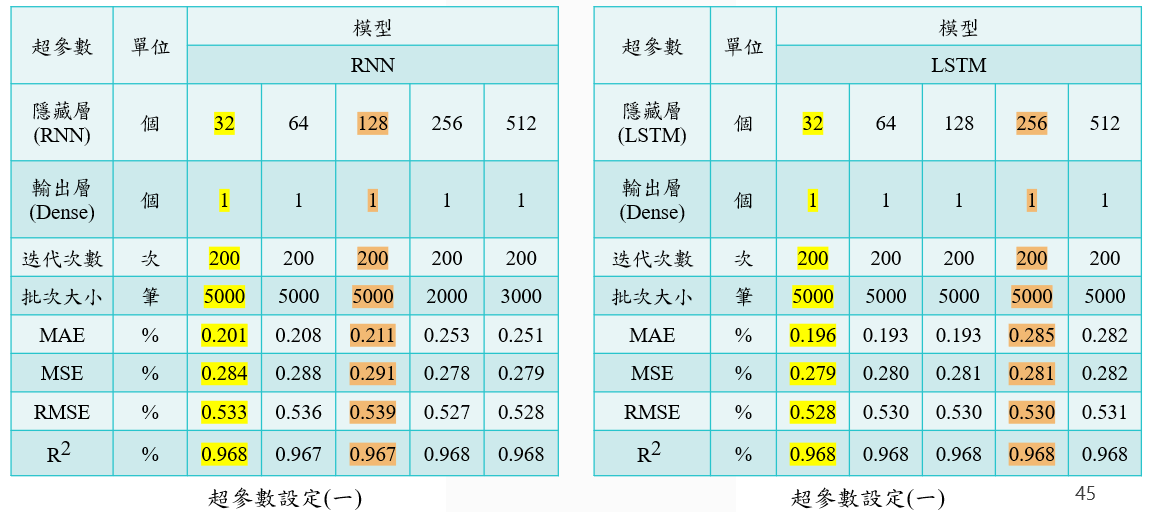 超參數 單位 模型
RNN
隱藏層
(RNN) 個 32 64 128 256 512
輸出層
(Dense) 個 1 1 1 1 1
迭代次數 次 200 200 200 200 200
批次大小 筆 5000 5000 5000 2000 3000
MAE % 0.201 0.208 0.211 0.253 0.251
MSE % 0.284 0.288 0.291 0.278 0.279
RMSE % 0.533 0.536 0.539 0.527 0.528
R2 % 0.968 0.967 0.967 0.968 0.968
超參數設定(一)
超參數 單位 模型
LSTM
隱藏層
(LSTM) 個 32 64 128 256 512
輸出層
(Dense) 個 1 1 1 1 1
迭代次數 次 200 200 200 200 200
批次大小 筆 5000 5000 5000 5000 5000
MAE % 0.196 0.193 0.193 0.285 0.282
MSE % 0.279 0.280 0.281 0.281 0.282
RMSE % 0.528 0.530 0.530 0.530 0.531
R2 % 0.968 0.968 0.968 0.968 0.968
超參數設定(一)
45